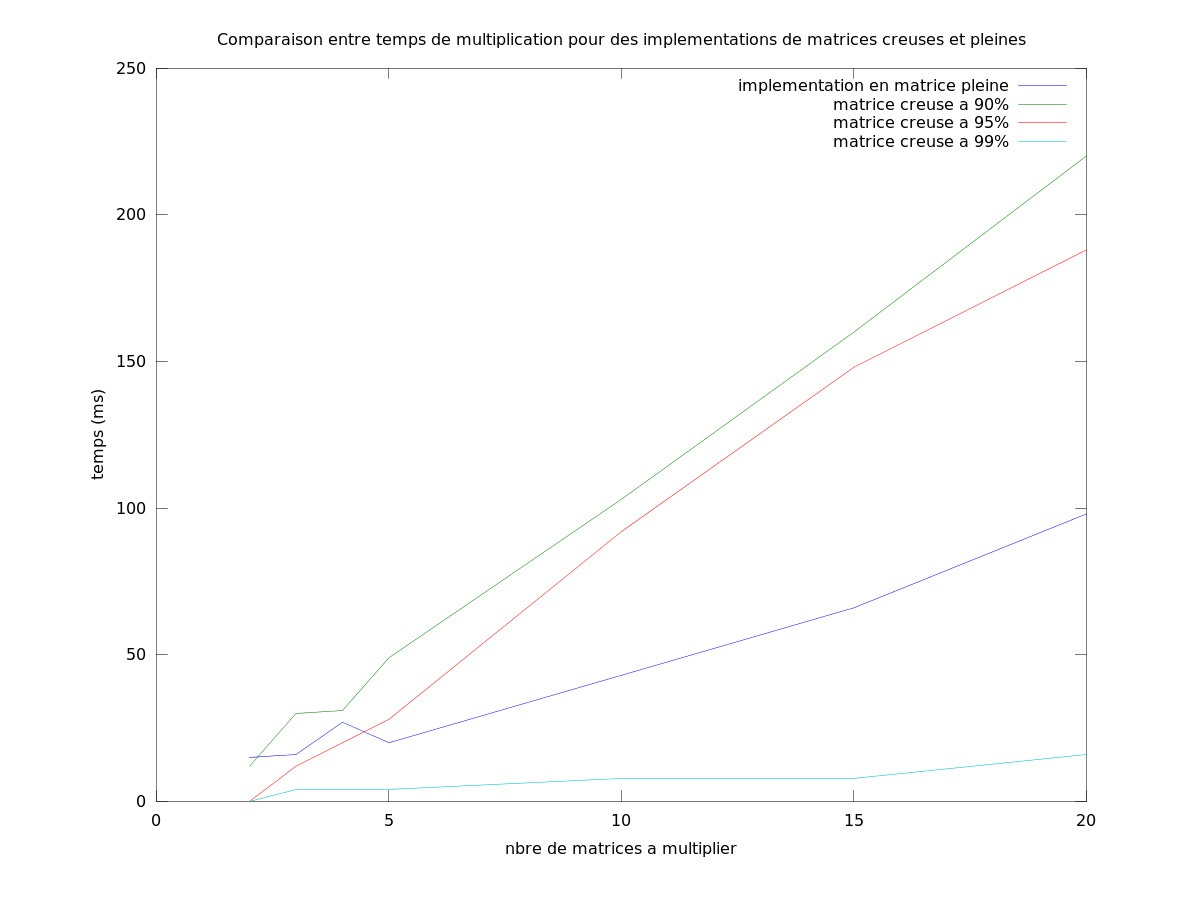 Comparaison entre temps de multiplication pour des implementations de matrices creuses et pleines
250
implementation en matrice pleine
matrice creuse a 90%
matrice creuse a 95%
matrice creuse a 99%
200
150
temps (ms)
100
50
0
0 5 10 15 20
nbre de matrices a multiplier